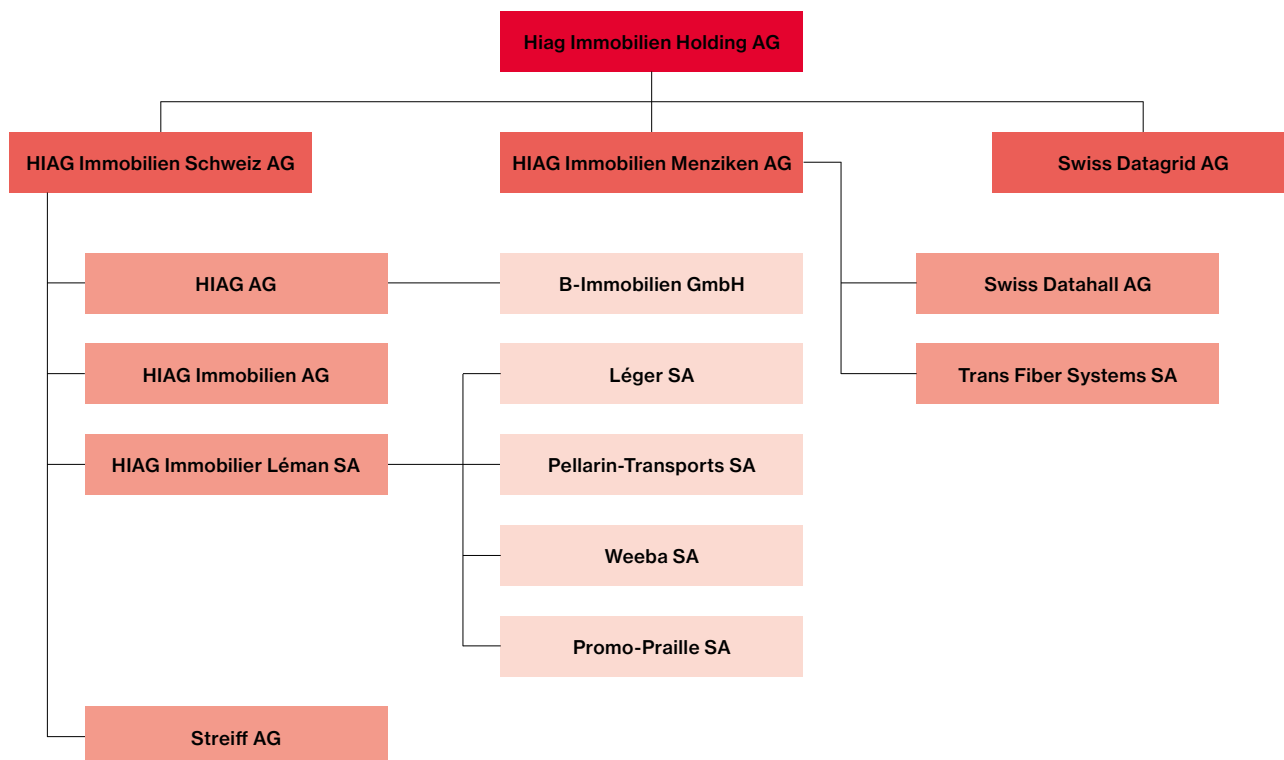 Hiag Immobilien Holding AG
HIAG Immobilien Schweiz AG
HIAG Immobilien Menziken AG
Swiss Datagrid AG
HIAG AG
B-Immobilien GmbH
Swiss Datahall AG
HIAG Immobilien AG
Léger SA
Trans Fiber Systems SA
HIAG Immobilier Léman SA
Pellarin-Transports SA
Weeba SA
Promo-Praille SA
Streiff AG